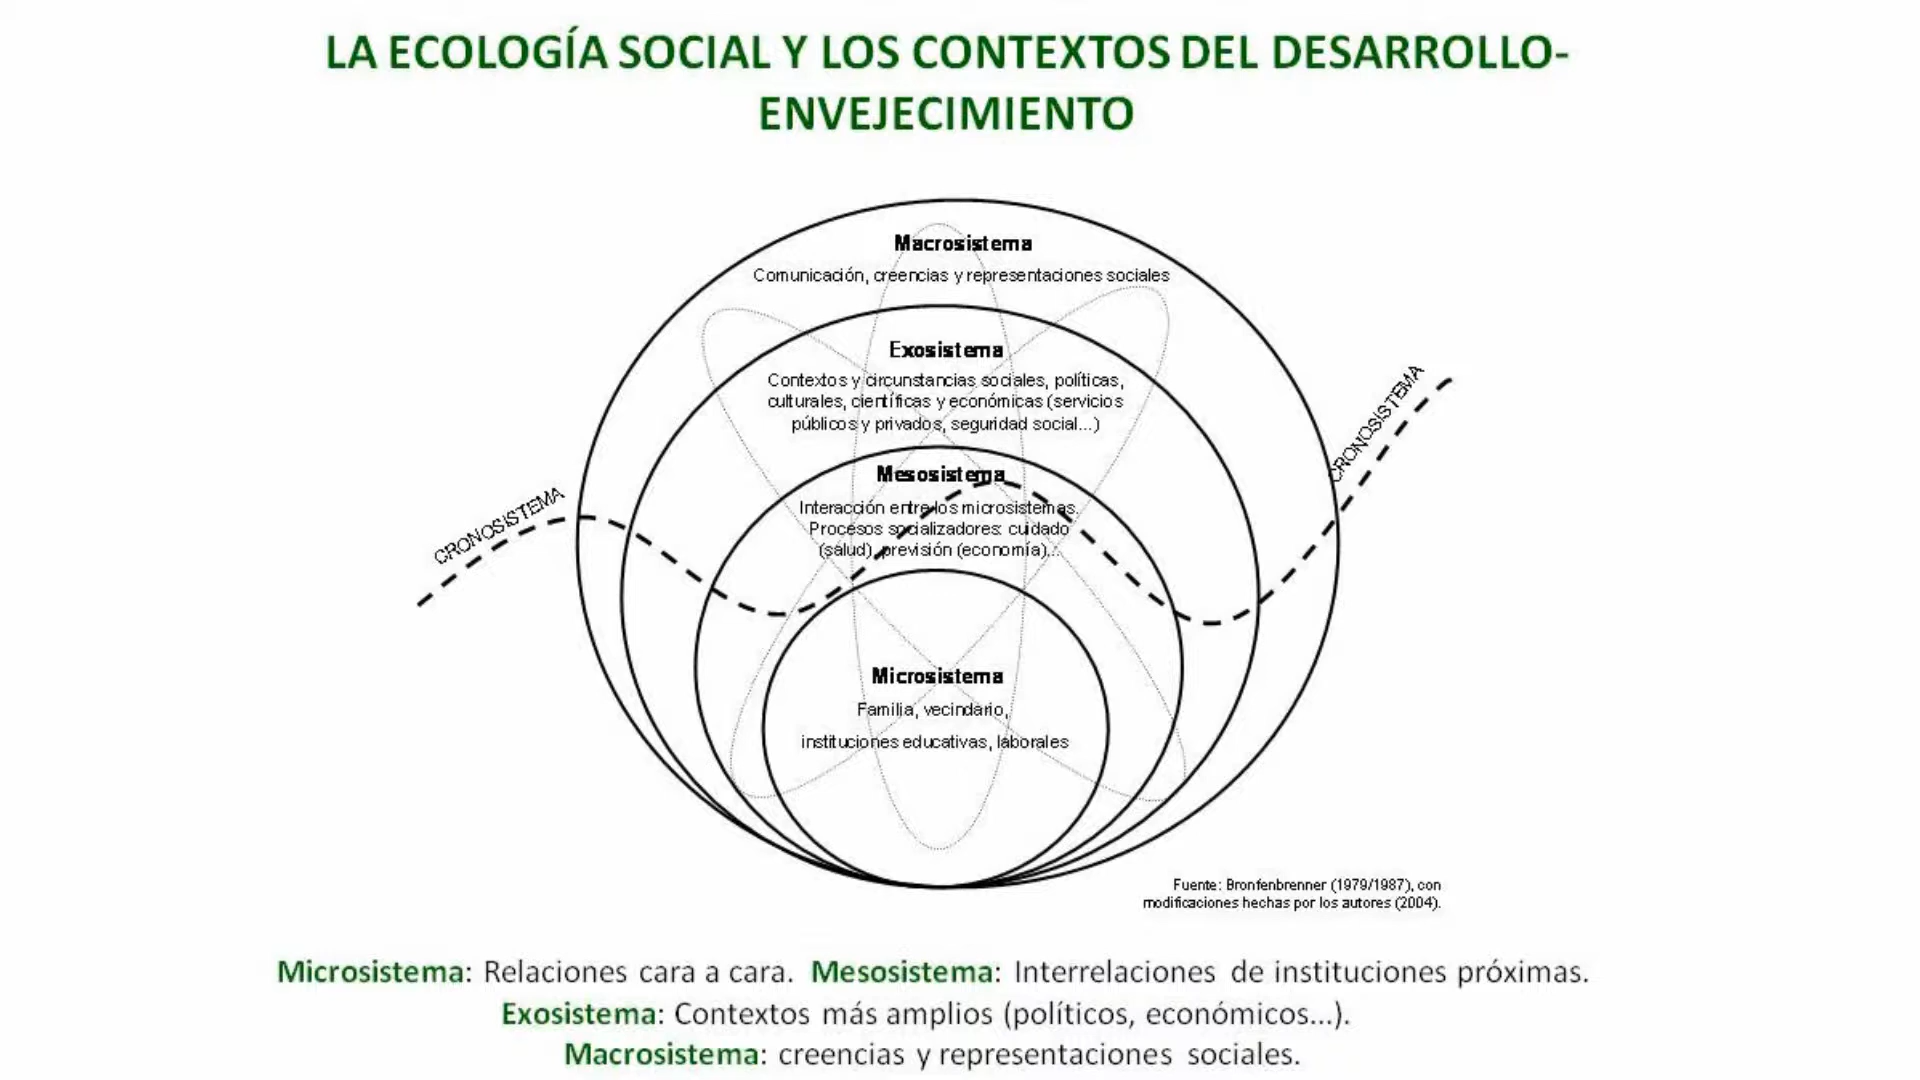 LA ECOLOGÍA SOCIAL Y LOS CONTEXTOS DEL DESARROLLO-
ENVEJECIMIENTO
Macrosistema
Comunicación, creencias y representaciones sociales
Exosistema
Contextos y circunstancias sociales, políticas,
culturales, científicas y económicas (servicios
públicos y privados, seguridad social...)
Mesosistema
Interacción entre los microsistemas.
Procesos socializadores: cuidado
(salud), previsión (economía)...
CRONOSISTEMA
CRONOSISTEMA
Microsistema
Familia, vecindario,
instituciones educativas, laborales
Fuente: Bronfenbrenner (1979/1987), con
modificaciones hechas por los autores (2004).
Microsistema: Relaciones cara a cara. Mesosistema: Interrelaciones de instituciones próximas.
Exosistema: Contextos más amplios (políticos, económicos...).
Macrosistema: creencias y representaciones sociales.